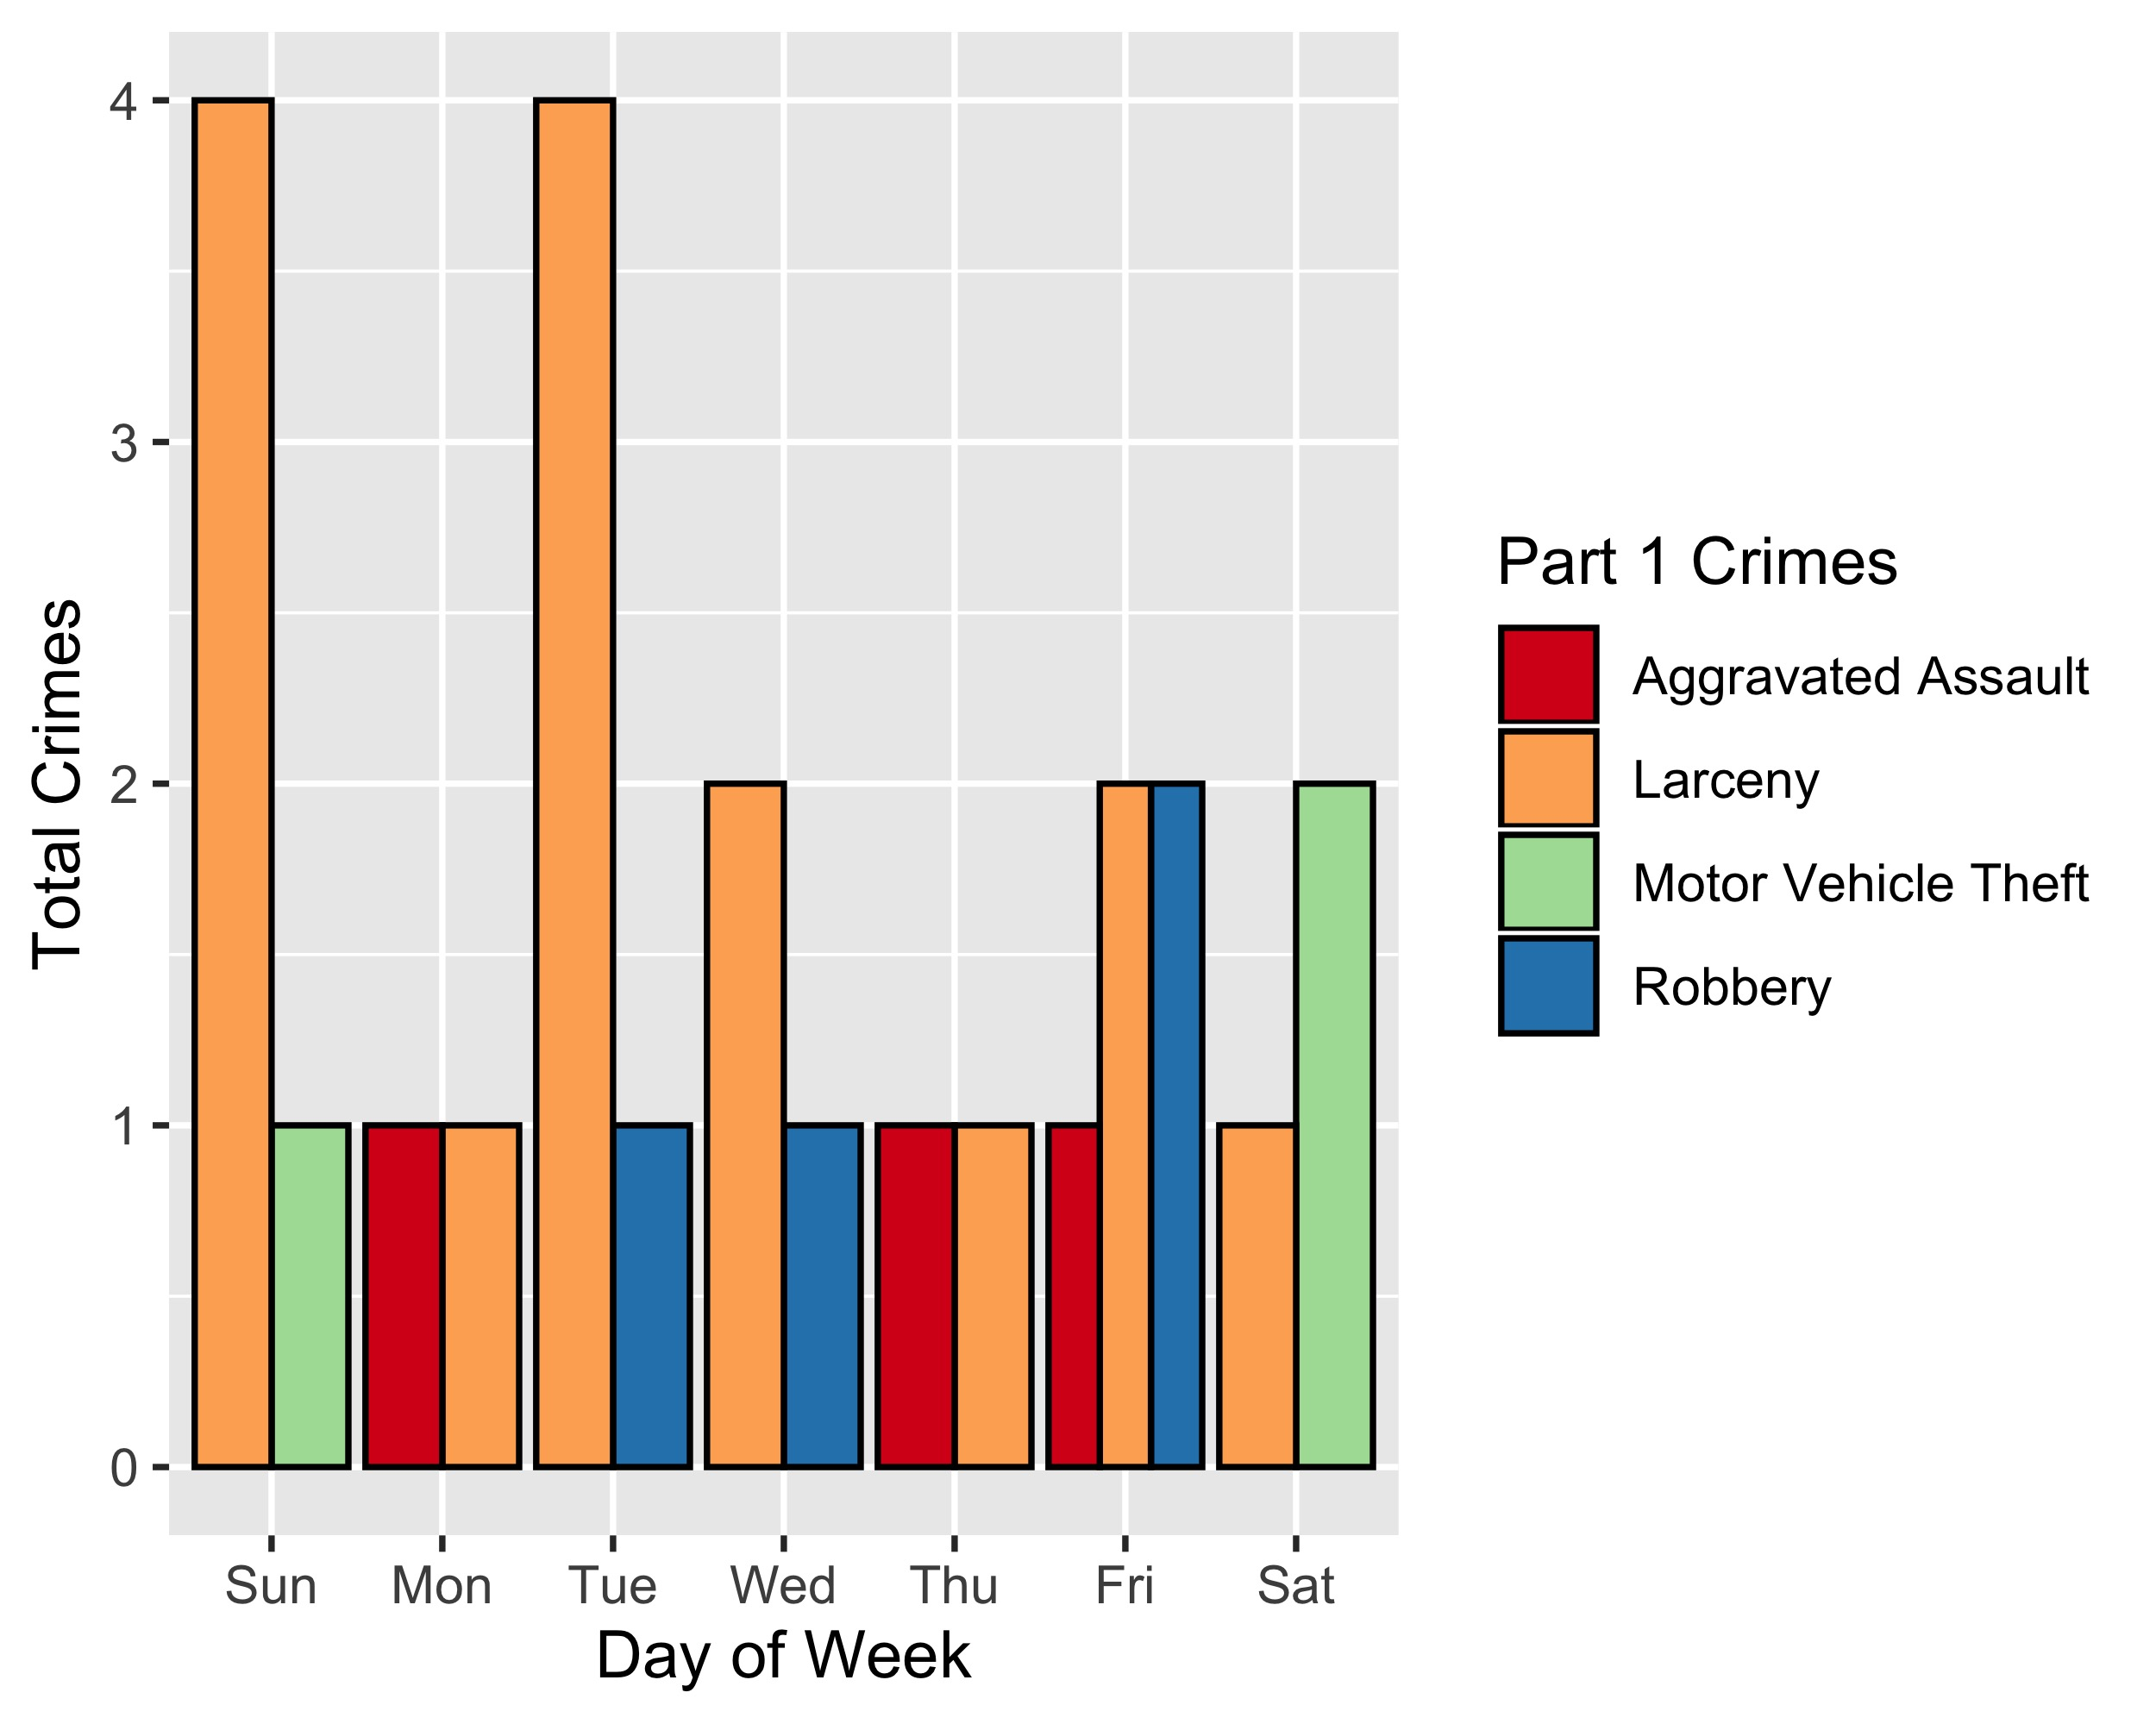 Total Crimes
4
3
2
1
0
Sun Mon Tue Wed Thu Fri Sat
Day of Week
Part 1 Crimes
Aggravated Assault
Larceny
Motor Vehicle Theft
Robbery